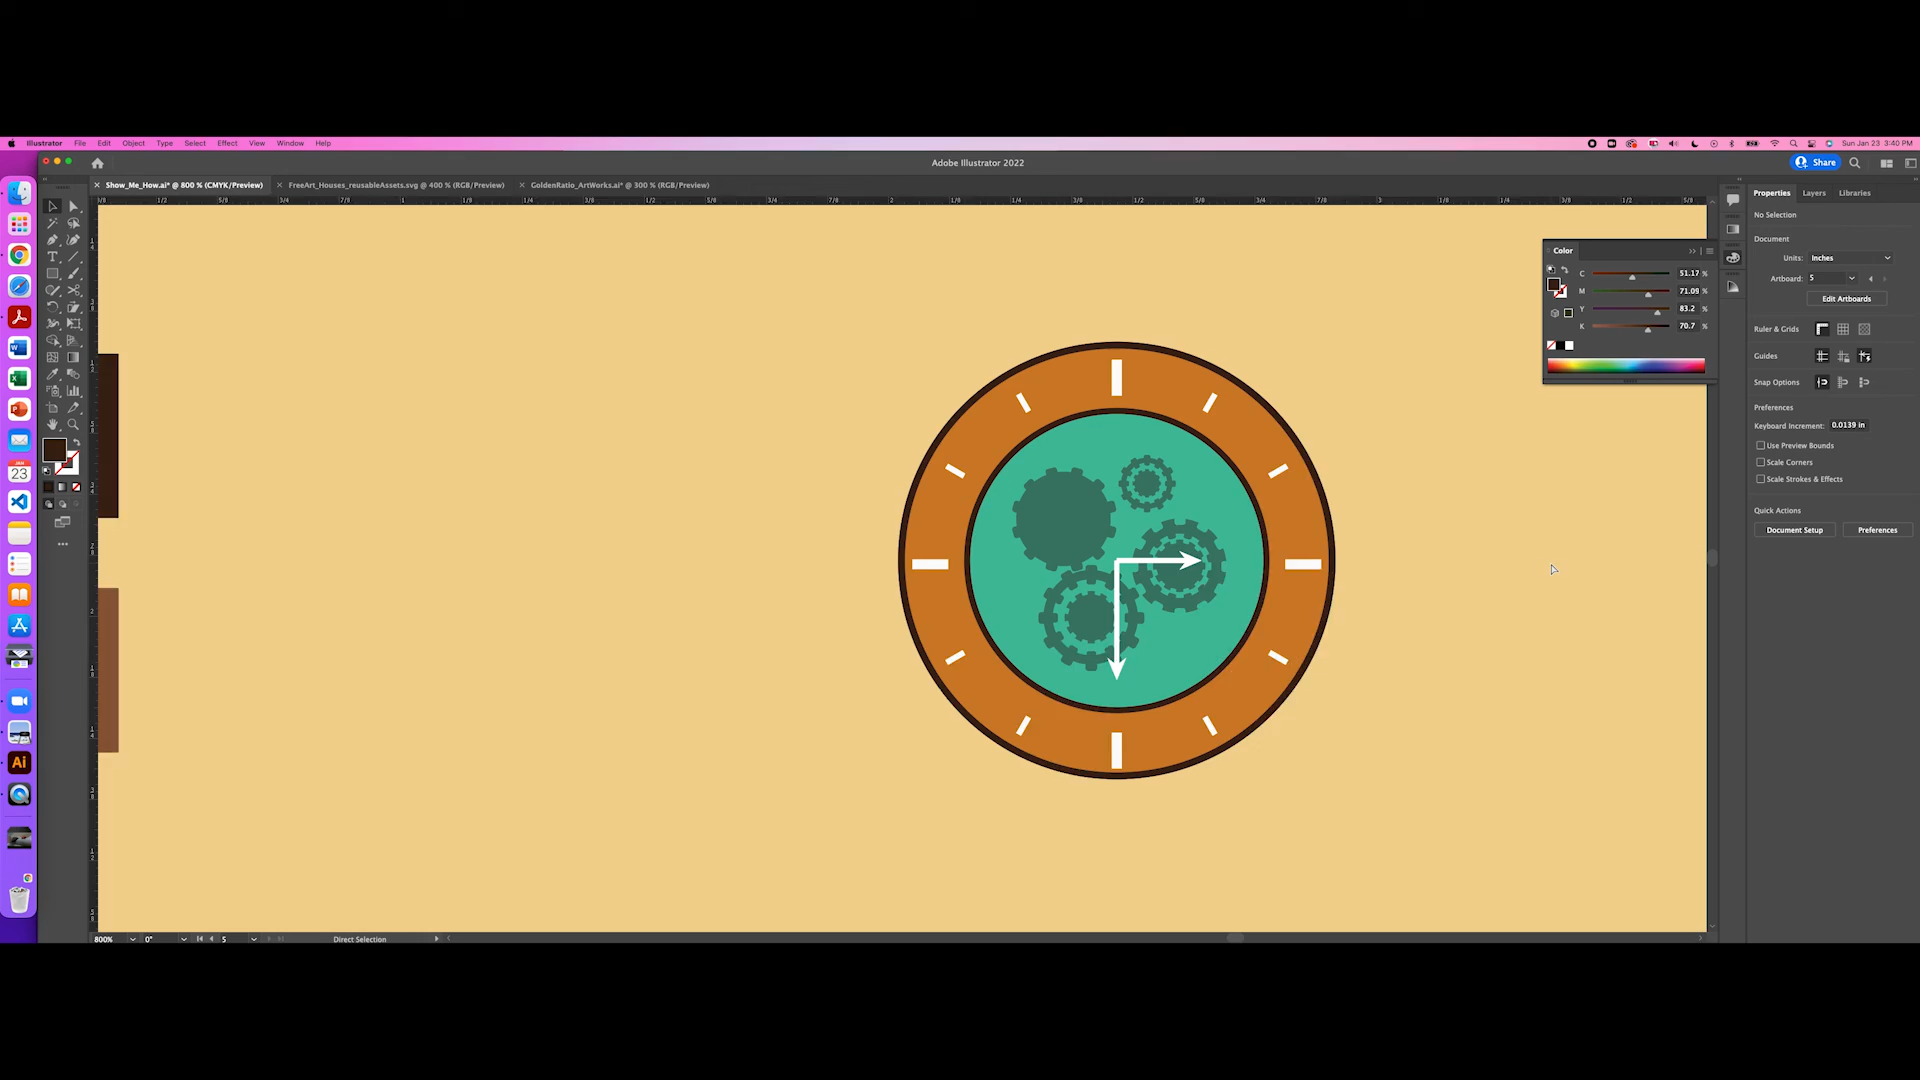 Illustrator File Edit Object Type Select Effect View Window Help
Sun Jan 23 3:40 PM
Adobe Illustrator 2022
Share
Show_Me_How.ai* @ 800 % (CMYK/Preview)
FreeArt_Houses_reusableAssets.svg @ 400 % (RGB/Preview)
GoldenRatio_ArtWorks.ai* @ 300 % (RGB/Preview)
Properties Layers Libraries
No Selection
Document
Units: Inches
Artboard: 5
Edit Artboards
Ruler & Grids
Guides
Snap Options
Preferences
Keyboard Increment: 0.0139 in
Use Preview Bounds
Scale Corners
Scale Strokes & Effects
Quick Actions
Document Setup Preferences
Color
C 51.17 %
M 71.09 %
Y 83.2 %
K 70.7 %
JAN
23
Ai
800% 0° 5 Direct Selection